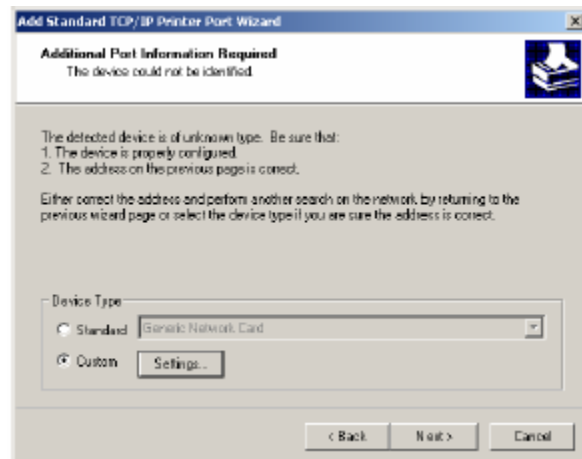 Add Standard TCP/IP Printer Port Wizard
Additional Port Information Required
The device could not be identified.
The detected device is of unknown type. Be sure that:
1. The device is properly configured.
2. The address on the previous page is correct.
Either correct the address and perform another search on the network by returning to the
previous wizard page or select the device type if you are sure the address is correct.
Device Type
Standard Generic Network Card
Custom Settings...
< Back Next > Cancel